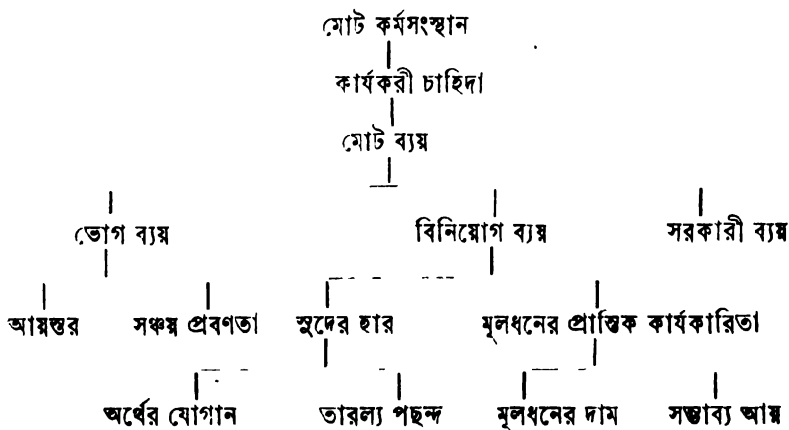 মোট কর্মসংস্থান
কার্যকরী চাহিদা
মোট ব্যয়
ভোগ ব্যয় বিনিয়োগ ব্যয় সরকারী ব্যয়
আয়স্তর সঞ্চয় প্রবণতা সুদের হার মূলধনের প্রান্তিক কার্যকারিতা
অর্থের যোগান তারল্য পছন্দ মূলধনের দাম সম্ভাব্য আয়